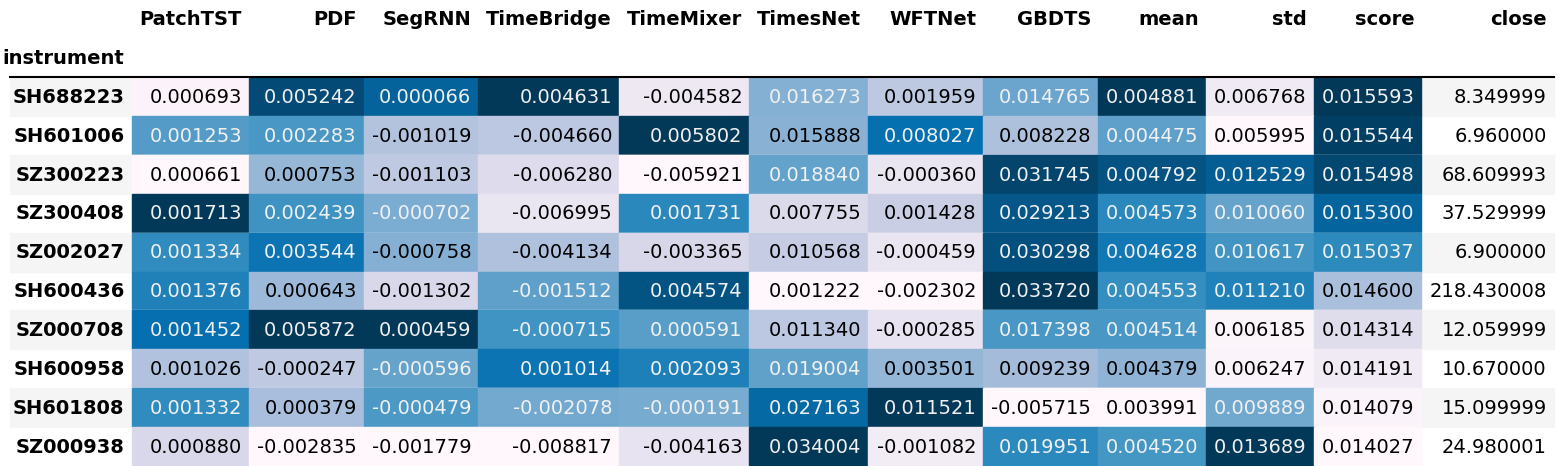 PatchTST PDF SegRNN TimeBridge TimeMixer TimesNet WFTNet GBDTS mean std score close
instrument
SH688223 0.000693 0.005242 0.000066 0.004631 -0.004582 0.016273 0.001959 0.014765 0.004881 0.006768 0.015593 8.349999
SH601006 0.001253 0.002283 -0.001019 -0.004660 0.005802 0.015888 0.008027 0.008228 0.004475 0.005995 0.015544 6.960000
SZ300223 0.000661 0.000753 -0.001103 -0.006280 -0.005921 0.018840 -0.000360 0.031745 0.004792 0.012529 0.015498 68.609993
SZ300408 0.001713 0.002439 -0.000702 -0.006995 0.001731 0.007755 0.001428 0.029213 0.004573 0.010060 0.015300 37.529999
SZ002027 0.001334 0.003544 -0.000758 -0.004134 -0.003365 0.010568 -0.000459 0.030298 0.004628 0.010617 0.015037 6.900000
SH600436 0.001376 0.000643 -0.001302 -0.001512 0.004574 0.001222 -0.002302 0.033720 0.004553 0.011210 0.014600 218.430008
SZ000708 0.001452 0.005872 0.000459 -0.000715 0.000591 0.011340 -0.000285 0.017398 0.004514 0.006185 0.014314 12.059999
SH600958 0.001026 -0.000247 -0.000596 0.001014 0.002093 0.019004 0.003501 0.009239 0.004379 0.006247 0.014191 10.670000
SH601808 0.001332 0.000379 -0.000479 -0.002078 -0.000191 0.027163 0.011521 -0.005715 0.003991 0.009889 0.014079 15.099999
SZ000938 0.000880 -0.002835 -0.001779 -0.008817 -0.004163 0.034004 -0.001082 0.019951 0.004520 0.013689 0.014027 24.980001